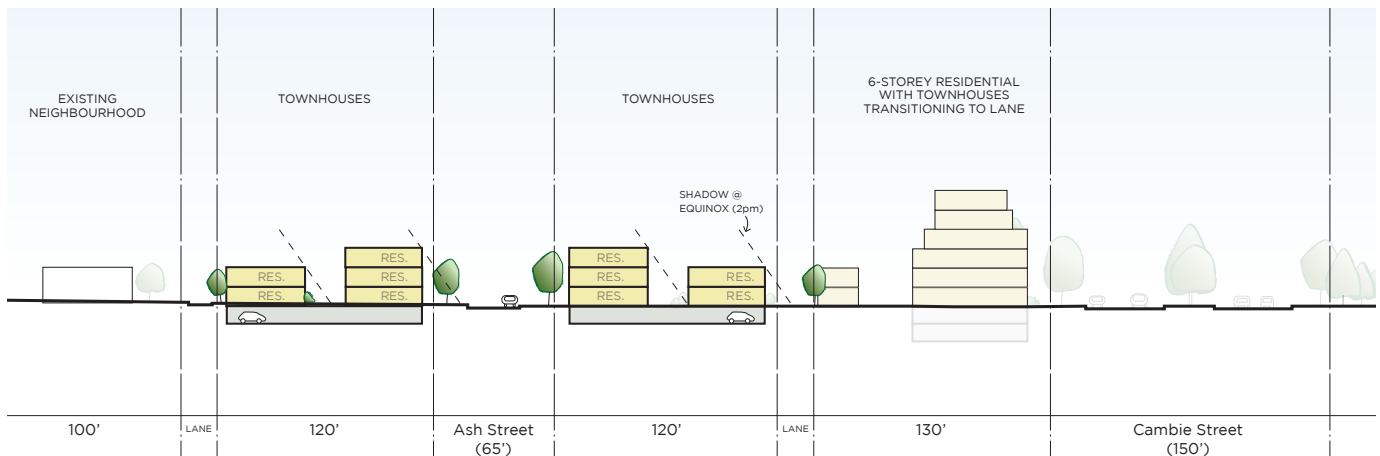 EXISTING
NEIGHBOURHOOD
TOWNHOUSES
TOWNHOUSES
6-STOREY RESIDENTIAL
WITH TOWNHOUSES
TRANSITIONING TO LANE
SHADOW @
EQUINOX (2pm)
RES.
RES.
RES.
RES.
RES.
RES.
RES.
RES.
RES.
RES.
100'
LANE
120'
Ash Street
(65')
120'
LANE
130'
Cambie Street
(150')